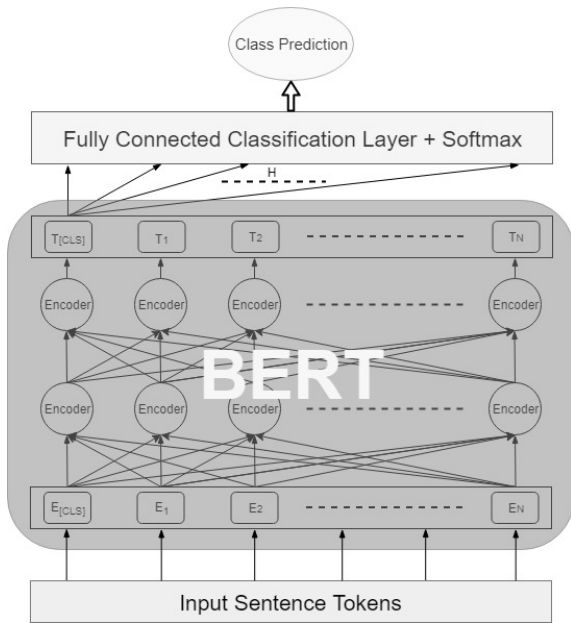 Class Prediction
Fully Connected Classification Layer + Softmax
H
T[CLS] T1 T2 TN
Encoder Encoder Encoder Encoder
BERT
Encoder Encoder Encoder Encoder
E[CLS] E1 E2 EN
Input Sentence Tokens